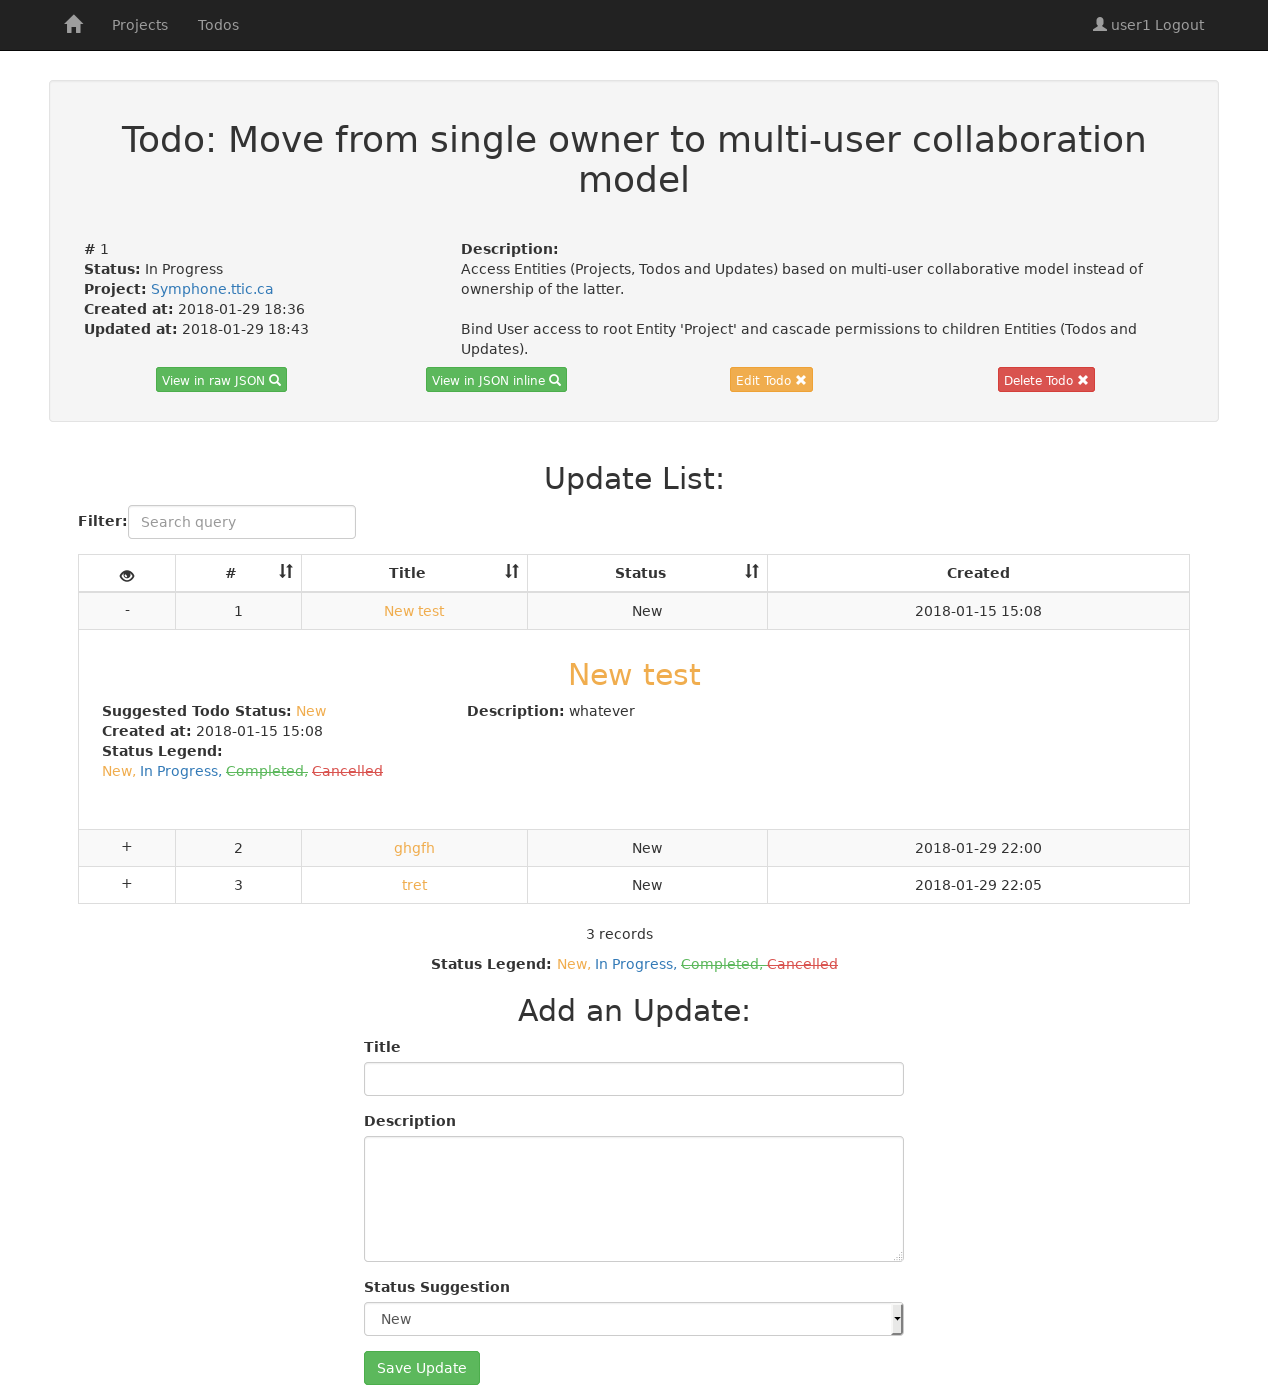 Projects Todos user1 Logout
Todo: Move from single owner to multi-user collaboration
model
# 1
Status: In Progress
Project: Symphone.ttic.ca
Created at: 2018-01-29 18:36
Updated at: 2018-01-29 18:43
Description:
Access Entities (Projects, Todos and Updates) based on multi-user collaborative model instead of
ownership of the latter.
Bind User access to root Entity 'Project' and cascade permissions to children Entities (Todos and
Updates).
View in raw JSON View in JSON inline Edit Todo Delete Todo
Update List:
Filter: Search query
# Title Status Created
- 1 New test New 2018-01-15 15:08
New test
Suggested Todo Status: New
Created at: 2018-01-15 15:08
Status Legend:
New, In Progress, Completed, Cancelled
Description: whatever
+ 2 ghgfh New 2018-01-29 22:00
+ 3 tret New 2018-01-29 22:05
3 records
Status Legend: New, In Progress, Completed, Cancelled
Add an Update:
Title
Description
Status Suggestion
New
Save Update